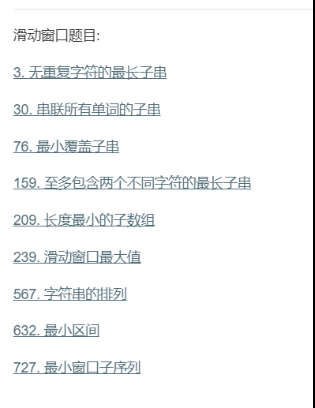 滑动窗口题目:
3. 无重复字符的最长子串
30. 串联所有单词的子串
76. 最小覆盖子串
159. 至多包含两个不同字符的最长子串
209. 长度最小的子数组
239. 滑动窗口最大值
567. 字符串的排列
632. 最小区间
727. 最小窗口子序列